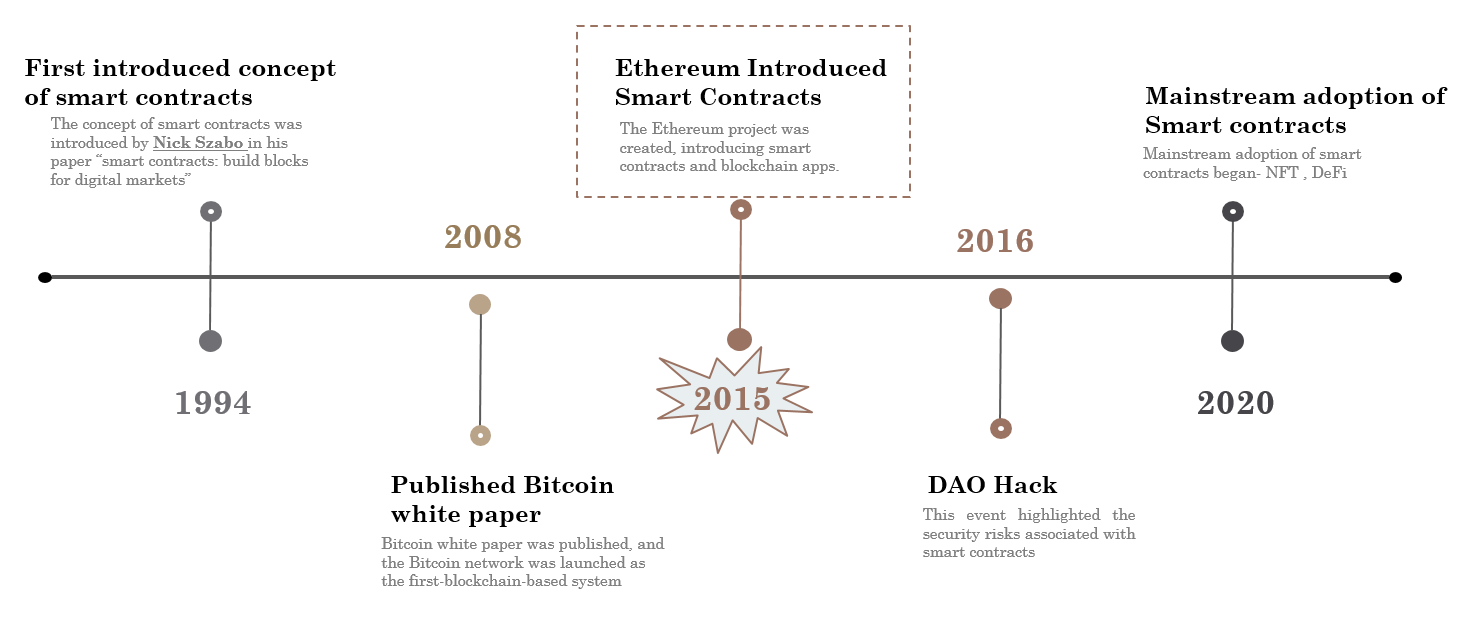 First introduced concept
of smart contracts
The concept of smart contracts was
introduced by Nick Szabo in his
paper “smart contracts: build blocks
for digital markets”
1994
2008
Published Bitcoin
white paper
Bitcoin white paper was published, and
the Bitcoin network was launched as
the first-blockchain-based system
Ethereum Introduced
Smart Contracts
The Ethereum project was
created, introducing smart
contracts and blockchain apps.
2015
2016
DAO Hack
This event highlighted the
security risks associated with
smart contracts
Mainstream adoption of
Smart contracts
Mainstream adoption of smart
contracts began- NFT , DeFi
2020